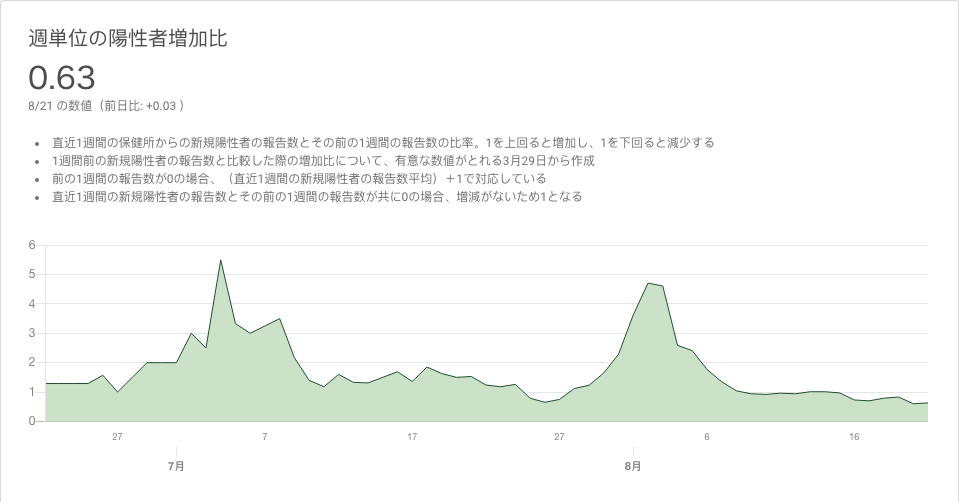 週単位の陽性者増加比
0.63
8/21 の数値（前日比: +0.03 ）
• 直近1週間の保健所からの新規陽性者の報告数とその前の1週間の報告数の比率。1を上回ると増加し、1を下回ると減少する
• 1週間前の新規陽性者の報告数と比較した際の増加比について、有意な数値がとれる3月29日から作成
• 前の1週間の報告数が0の場合、（直近1週間の新規陽性者の報告数平均）＋1で対応している
• 直近1週間の新規陽性者の報告数とその前の1週間の報告数が共に0の場合、増減がないため1となる
6
5
4
3
2
1
0
27 7 17 27 6 16
7月 8月